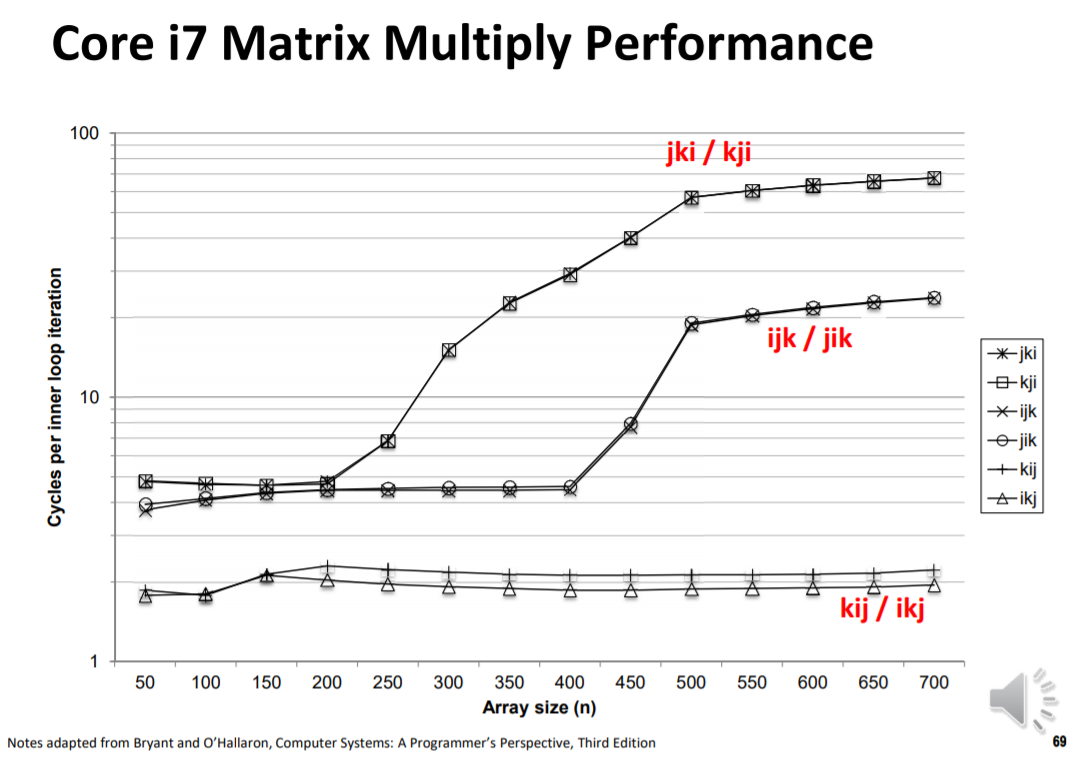 Core i7 Matrix Multiply Performance
100
jki / kji
Cycles per inner loop iteration
ijk / jik
jki
kji
10
ijk
jik
kij
ikj
kij / ikj
1
50 100 150 200 250 300 350 400 450 500 550 600 650 700
Array size (n)
Notes adapted from Bryant and O'Hallaron, Computer Systems: A Programmer's Perspective, Third Edition
69